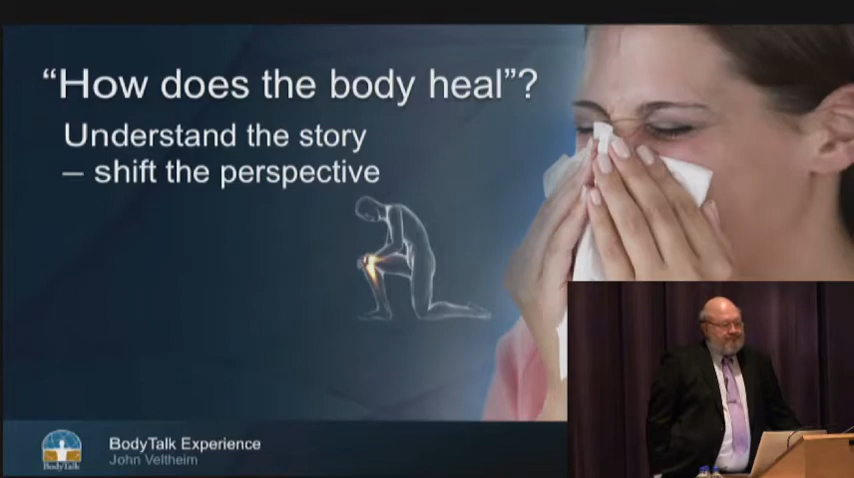 “How does the body heal”?
Understand the story
– shift the perspective
BodyTalk
BodyTalk Experience
John Veltheim